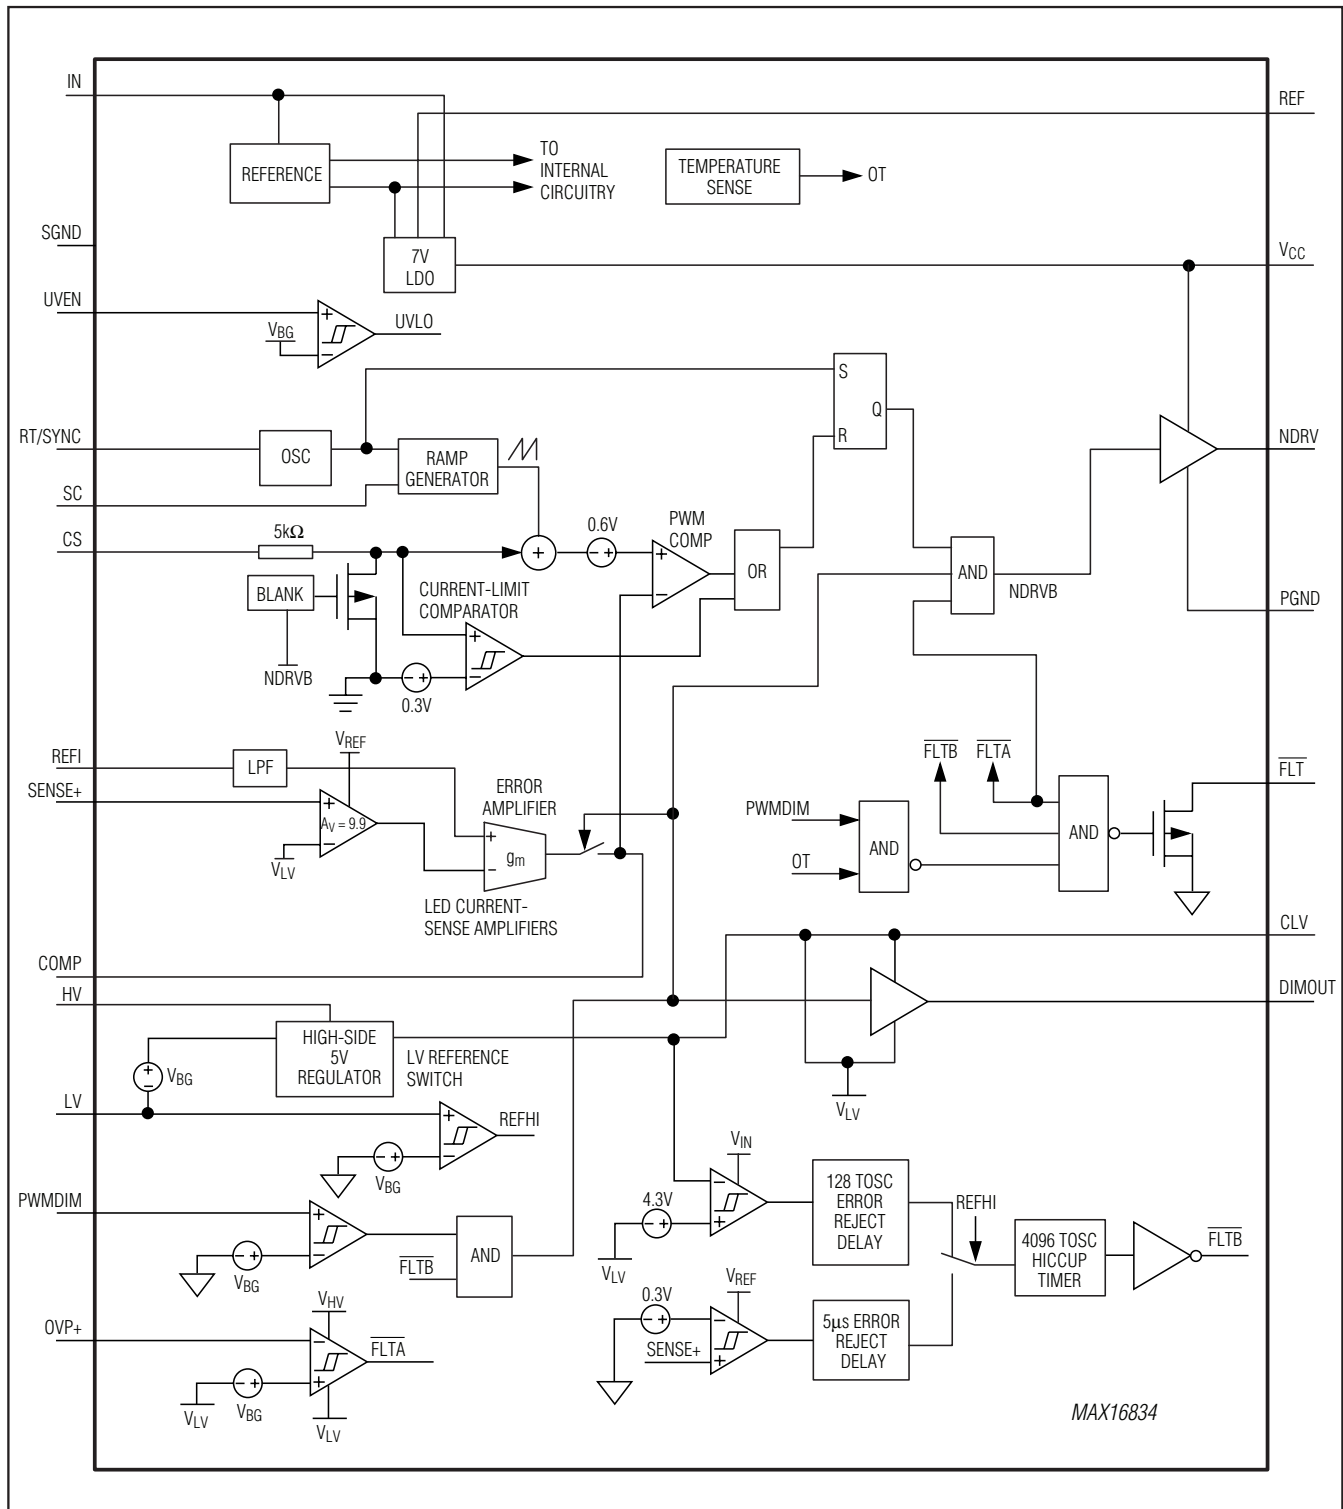 IN
REF
REFERENCE
TO
INTERNAL
CIRCUITRY
TEMPERATURE
SENSE
OT
SGND
7V
LDO
VCC
UVEN
+
VBG
−
UVLO
S
Q
R
RT/SYNC
OSC
RAMP
GENERATOR
NDRV
SC
CS
5kΩ
+
0.6V
− +
PWM
COMP
+
−
OR
AND
NDRVB
BLANK
CURRENT-LIMIT
COMPARATOR
+
−
PGND
NDRVB
− +
0.3V
REFI
LPF
VREF
SENSE+
+
AV = 9.9
−
VLV
ERROR
AMPLIFIER
+
gm
−
LED CURRENT-
SENSE AMPLIFIERS
FLTB
FLTA
FLT
PWMDIM
OT
AND
AND
CLV
COMP
HV
DIMOUT
HIGH-SIDE
5V
REGULATOR
LV REFERENCE
SWITCH
+
−
VBG
VLV
LV
+
−
REFHI
− +
VBG
PWMDIM
+
−
− +
VBG
FLTB
AND
VIN
4.3V
− +
−
+
VLV
128 TOSC
ERROR
REJECT
DELAY
REFHI
4096 TOSC
HICCUP
TIMER
FLTB
VREF
0.3V
− +
SENSE+
−
+
5µs ERROR
REJECT
DELAY
OVP+
VHV
−
+
FLTA
− +
VLV
VBG
VLV
MAX16834